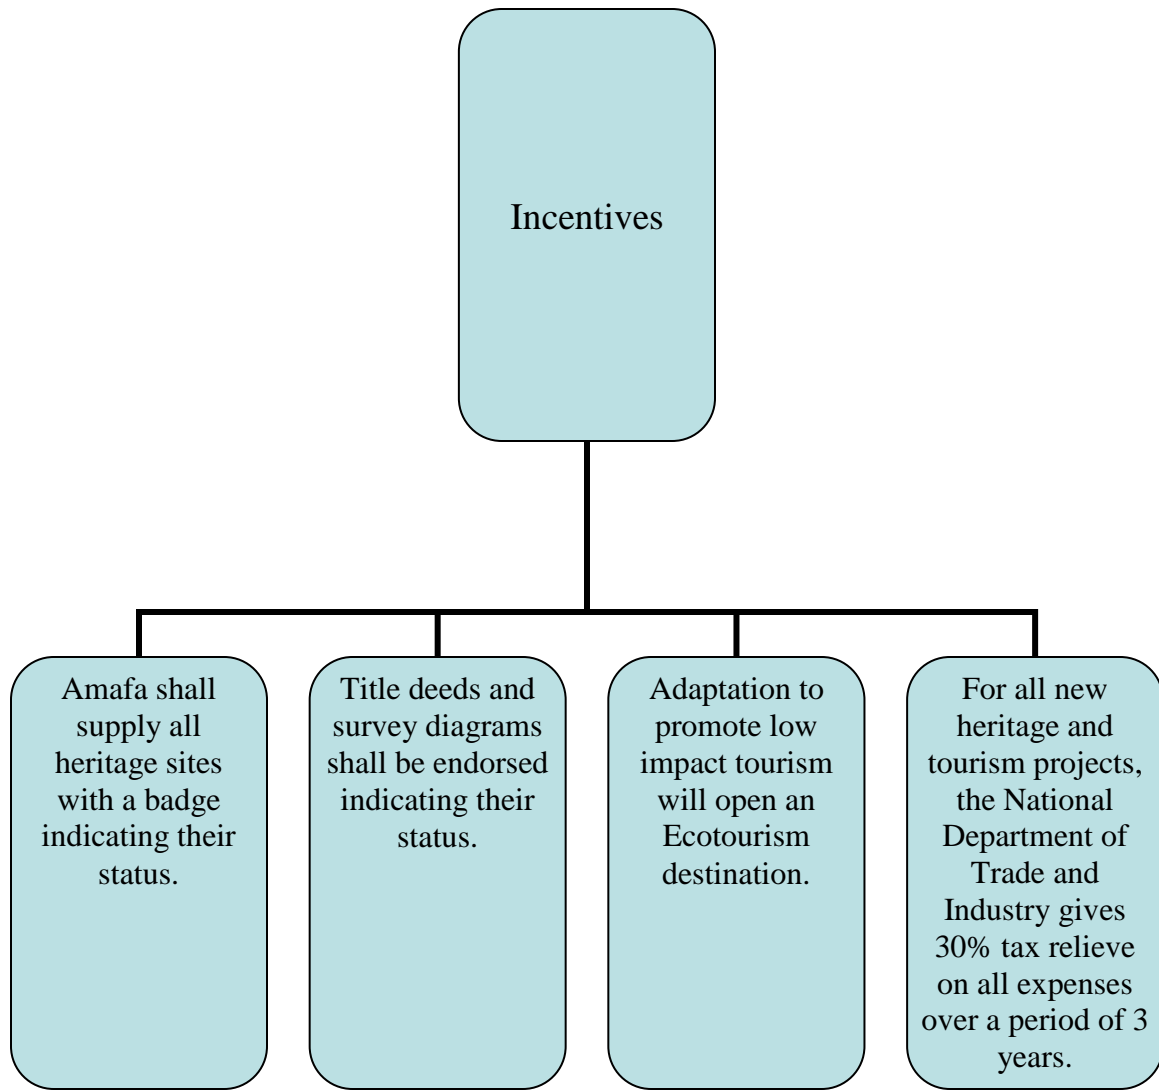 Incentives
Amafa shall
supply all
heritage sites
with a badge
indicating their
status.
Title deeds and
survey diagrams
shall be endorsed
indicating their
status.
Adaptation to
promote low
impact tourism
will open an
Ecotourism
destination.
For all new
heritage and
tourism projects,
the National
Department of
Trade and
Industry gives
30% tax relieve
on all expenses
over a period of 3
years.